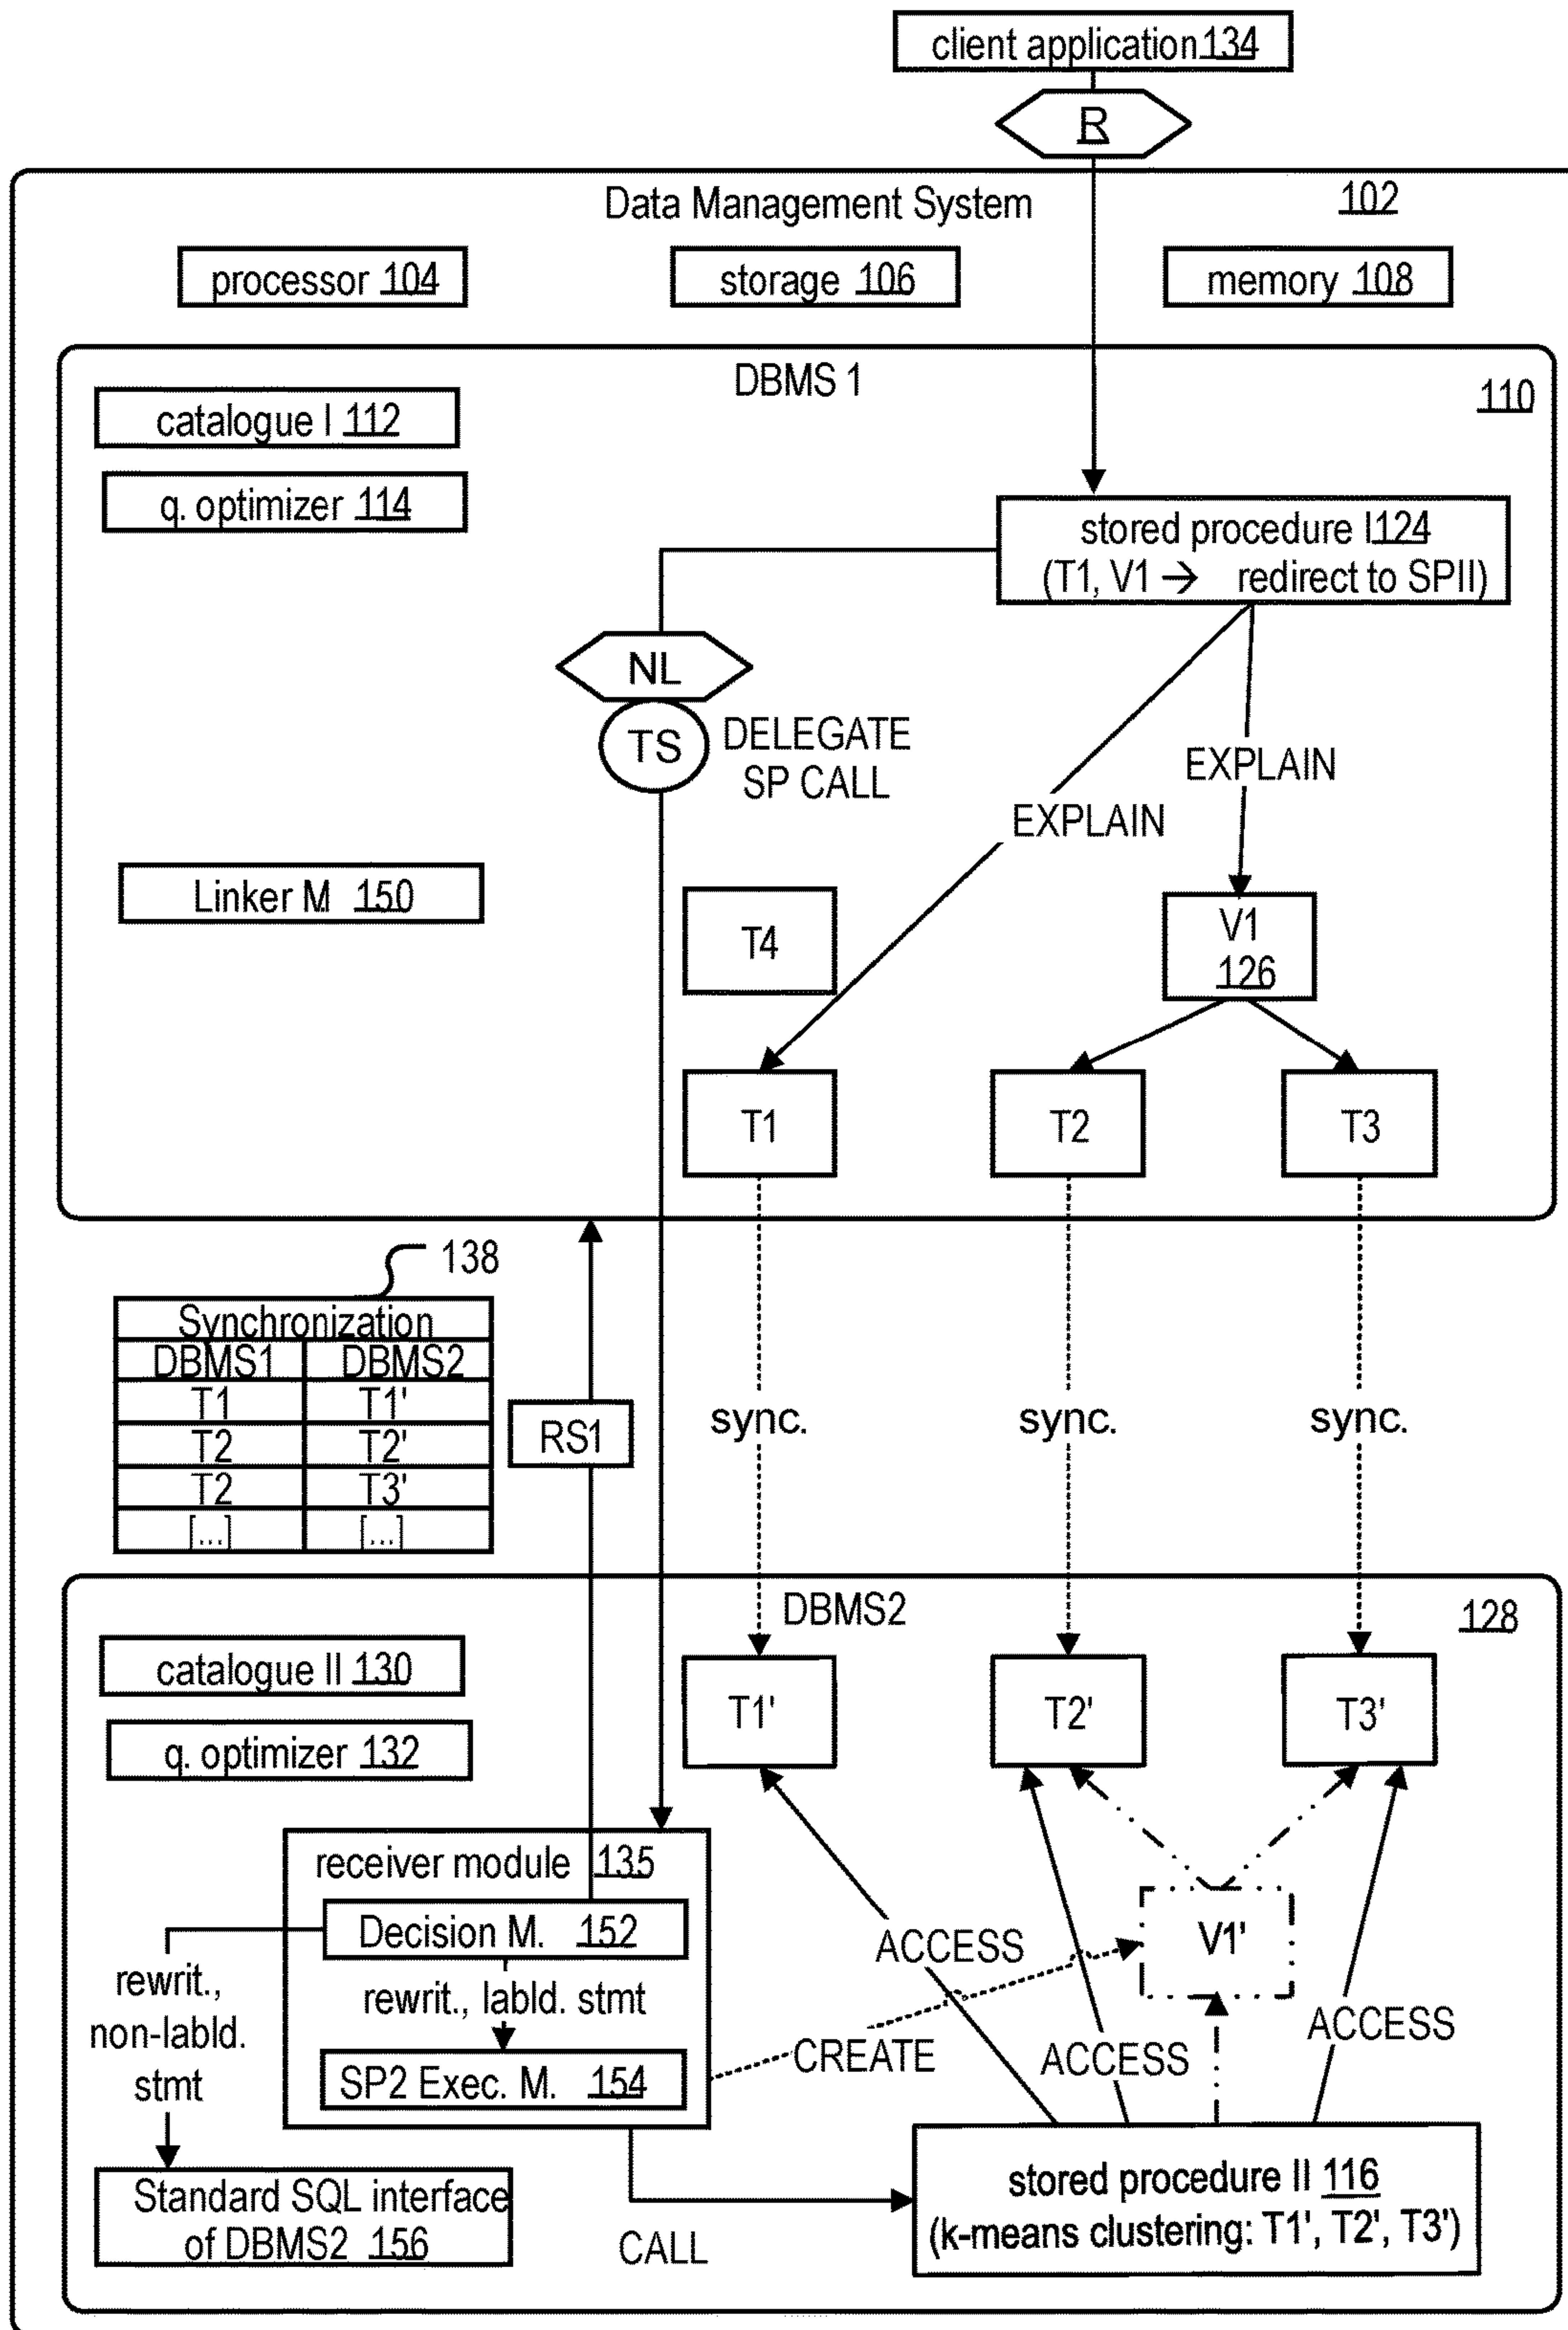 client application 134
R
Data Management System 102
processor 104
storage 106
memory 108
DBMS 1
110
catalogue I 112
q. optimizer 114
stored procedure I 124
(T1, V1 → redirect to SPII)
NL
TS
DELEGATE
SP CALL
EXPLAIN
EXPLAIN
Linker M. 150
T4
V1
126
T1
T2
T3
138
Synchronization
DBMS1 DBMS2
T1 T1'
T2 T2'
T2 T3'
[...] [...]
RS1
sync.
sync.
sync.
DBMS2
128
catalogue II 130
q. optimizer 132
T1'
T2'
T3'
receiver module 135
Decision M. 152
rewrit., labld. stmt
SP2 Exec. M. 154
rewrit.,
non-labld.
stmt
V1'
ACCESS
CREATE
ACCESS
ACCESS
Standard SQL interface
of DBMS2 156
CALL
stored procedure II 116
(k-means clustering: T1', T2', T3')